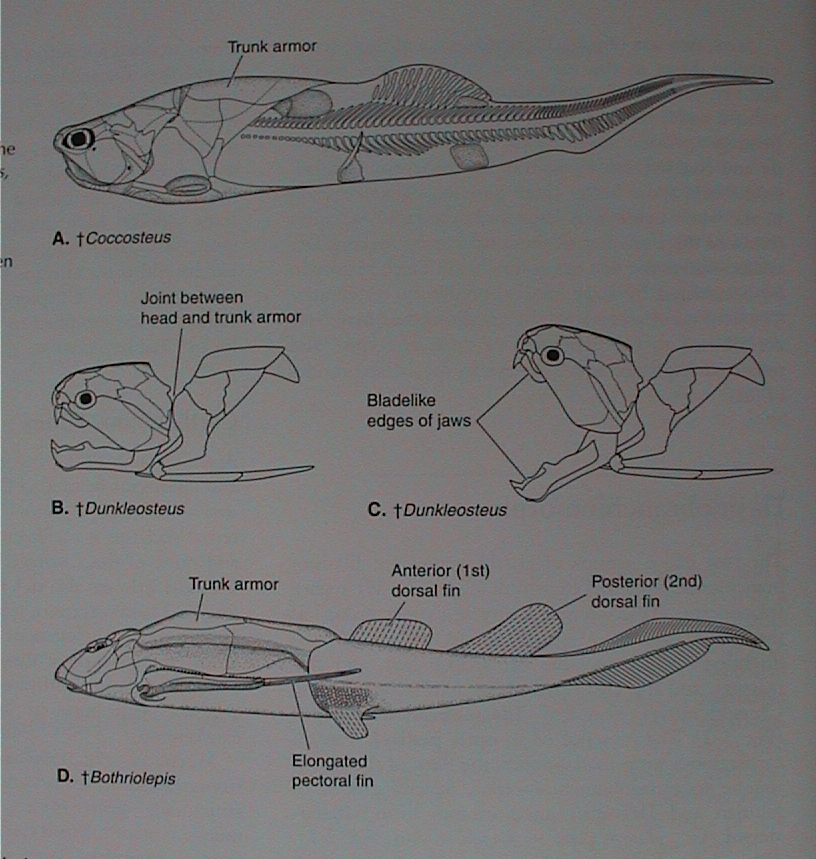 Trunk armor
A. †Coccosteus
Joint between
head and trunk armor
Bladelike
edges of jaws
B. †Dunkleosteus
C. †Dunkleosteus
Trunk armor
Anterior (1st)
dorsal fin
Posterior (2nd)
dorsal fin
Elongated
pectoral fin
D. †Bothriolepis